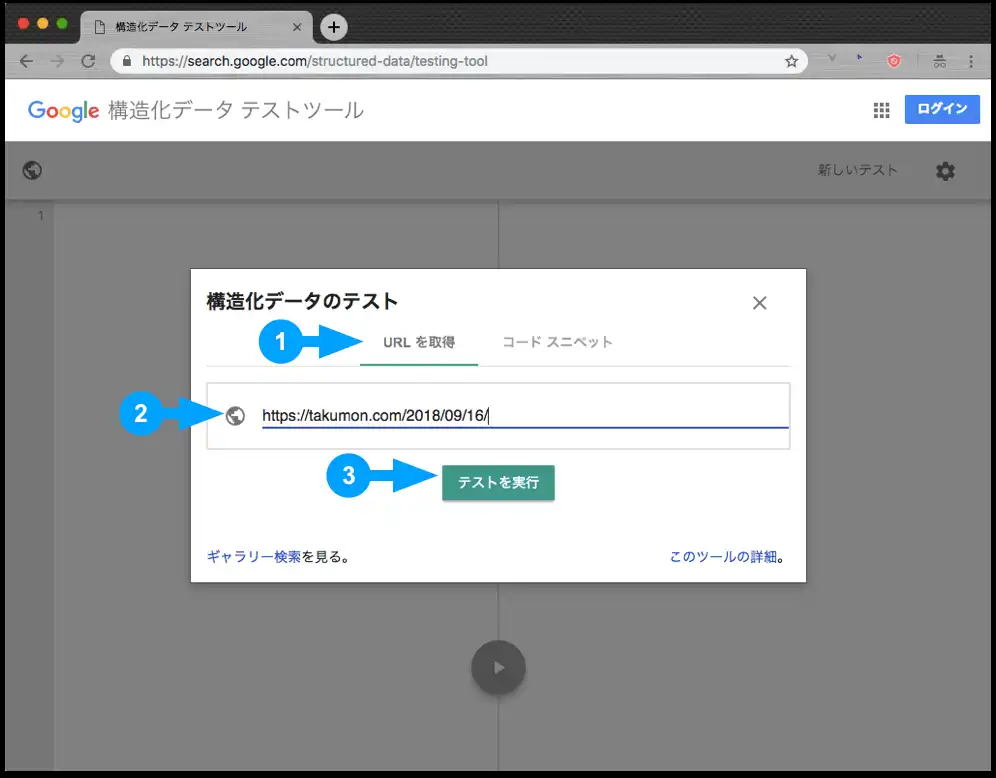 構造化データ テストツール
https://search.google.com/structured-data/testing-tool
Google 構造化データ テストツール
ログイン
新しいテスト
1
構造化データのテスト
1
URL を取得
コード スニペット
2
https://takumon.com/2018/09/16/
3
テストを実行
ギャラリー検索を見る。
このツールの詳細。